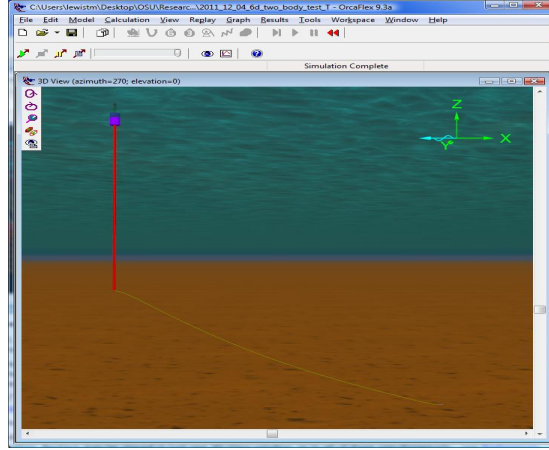 C:\Users\lewistm\Desktop\OSU\Researc...\2011_12_04_6d_two_body_test_T - OrcaFlex 9.3a
File Edit Model Calculation View Replay Graph Results Tools Workspace Window Help
Simulation Complete
3D View (azimuth=270; elevation=0)
Z
X
Y